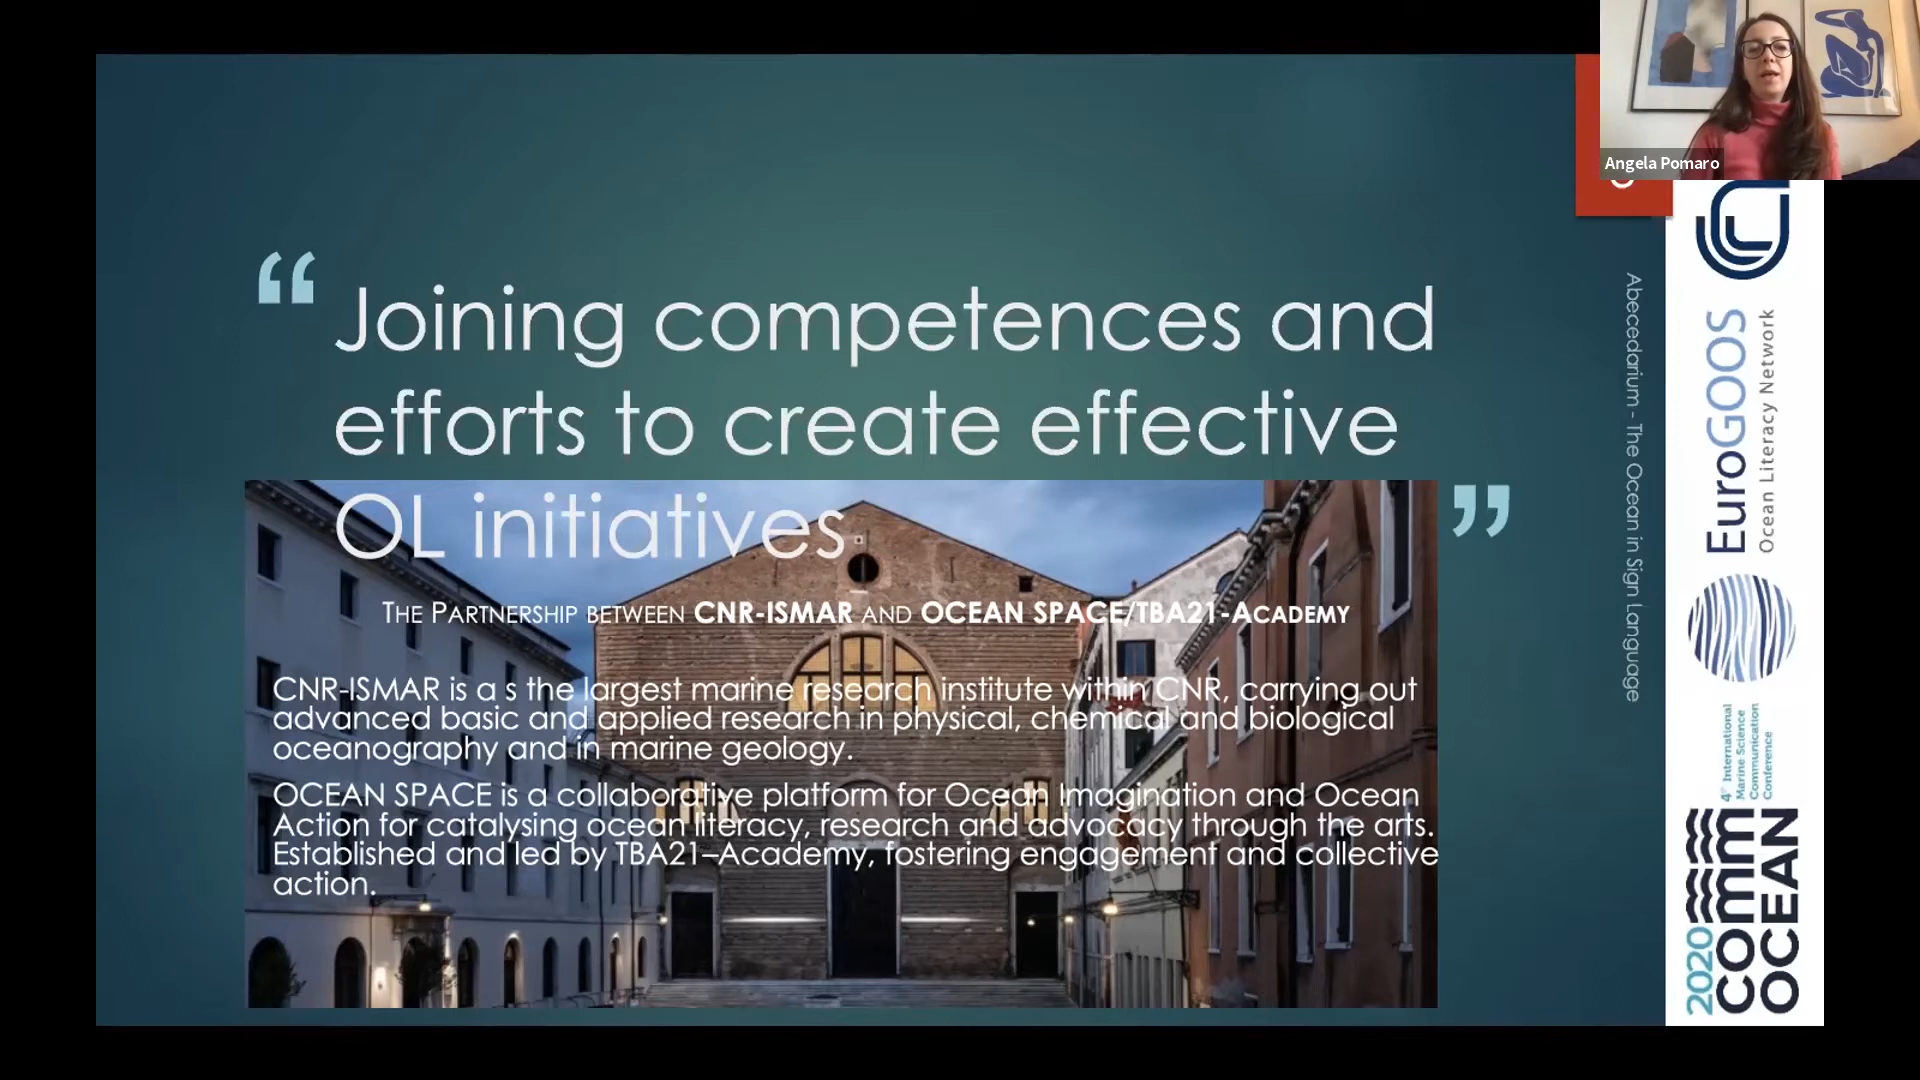 Angela Pomaro
“
Joining competences and
efforts to create effective
OL initiatives
”
THE PARTNERSHIP BETWEEN CNR-ISMAR AND OCEAN SPACE/TBA21-ACADEMY
CNR-ISMAR is a s the largest marine research institute within CNR, carrying out
advanced basic and applied research in physical, chemical and biological
oceanography and in marine geology.
OCEAN SPACE is a collaborative platform for Ocean Imagination and Ocean
Action for catalysing ocean literacy, research and advocacy through the arts.
Established and led by TBA21–Academy, fostering engagement and collective
action.
Abecedarium - The Ocean in Sign Language
EuroGOOS
Ocean Literacy Network
4th International
Marine Science
Communication
Conference
2020
COMM
OCEAN